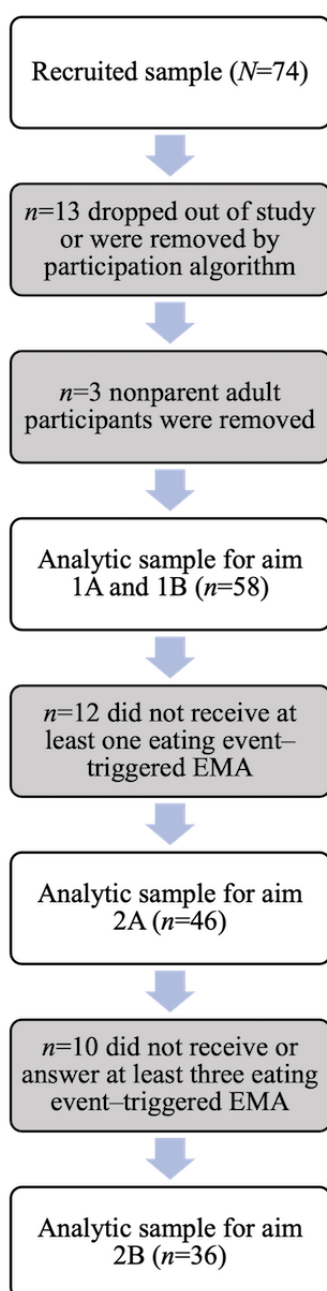 Recruited sample (N=74)
n=13 dropped out of study
or were removed by
participation algorithm
n=3 nonparent adult
participants were removed
Analytic sample for aim
1A and 1B (n=58)
n=12 did not receive at
least one eating event–
triggered EMA
Analytic sample for aim
2A (n=46)
n=10 did not receive or
answer at least three eating
event–triggered EMA
Analytic sample for aim
2B (n=36)